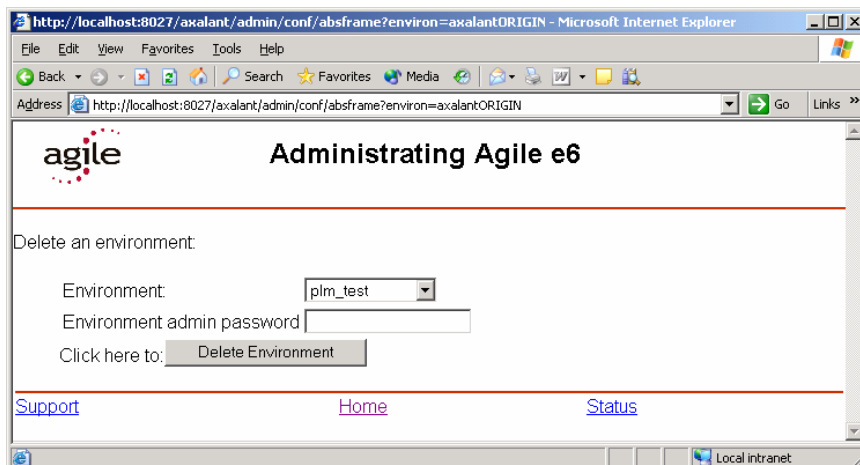 http://localhost:8027/axalant/admin/conf/absframe?environ=axalantORIGIN - Microsoft Internet Explorer
File Edit View Favorites Tools Help
Back Search Favorites Media
Address http://localhost:8027/axalant/admin/conf/absframe?environ=axalantORIGIN Go Links »
agile Administrating Agile e6
Delete an environment:
Environment: plm_test
Environment admin password
Click here to: Delete Environment
Support Home Status
Local intranet